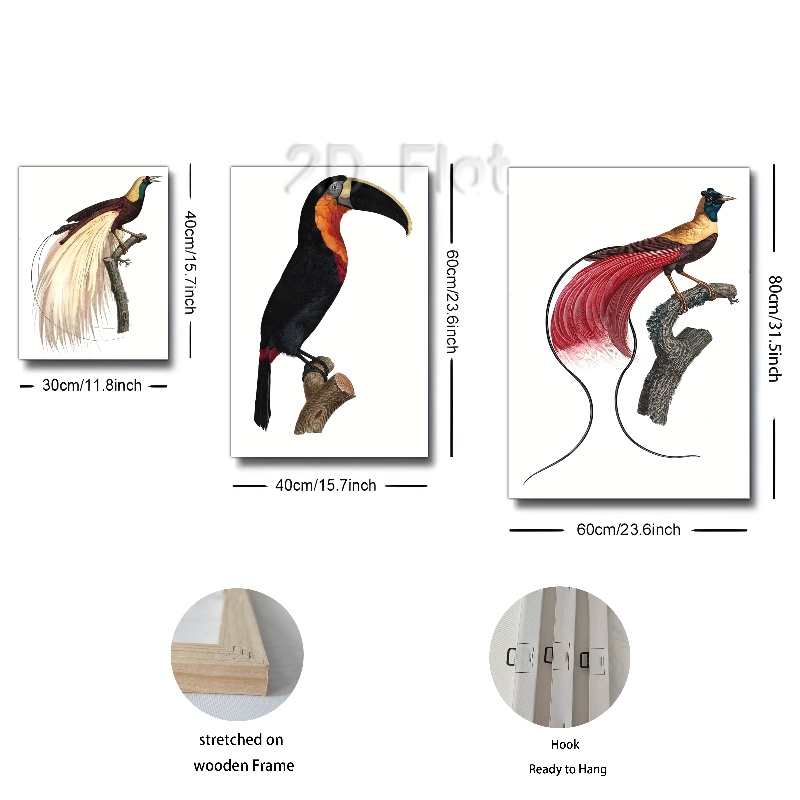 2D Flat
40cm/15.7inch
30cm/11.8inch
60cm/23.6inch
40cm/15.7inch
80cm/31.5inch
60cm/23.6inch
stretched on
wooden Frame
Hook
Ready to Hang